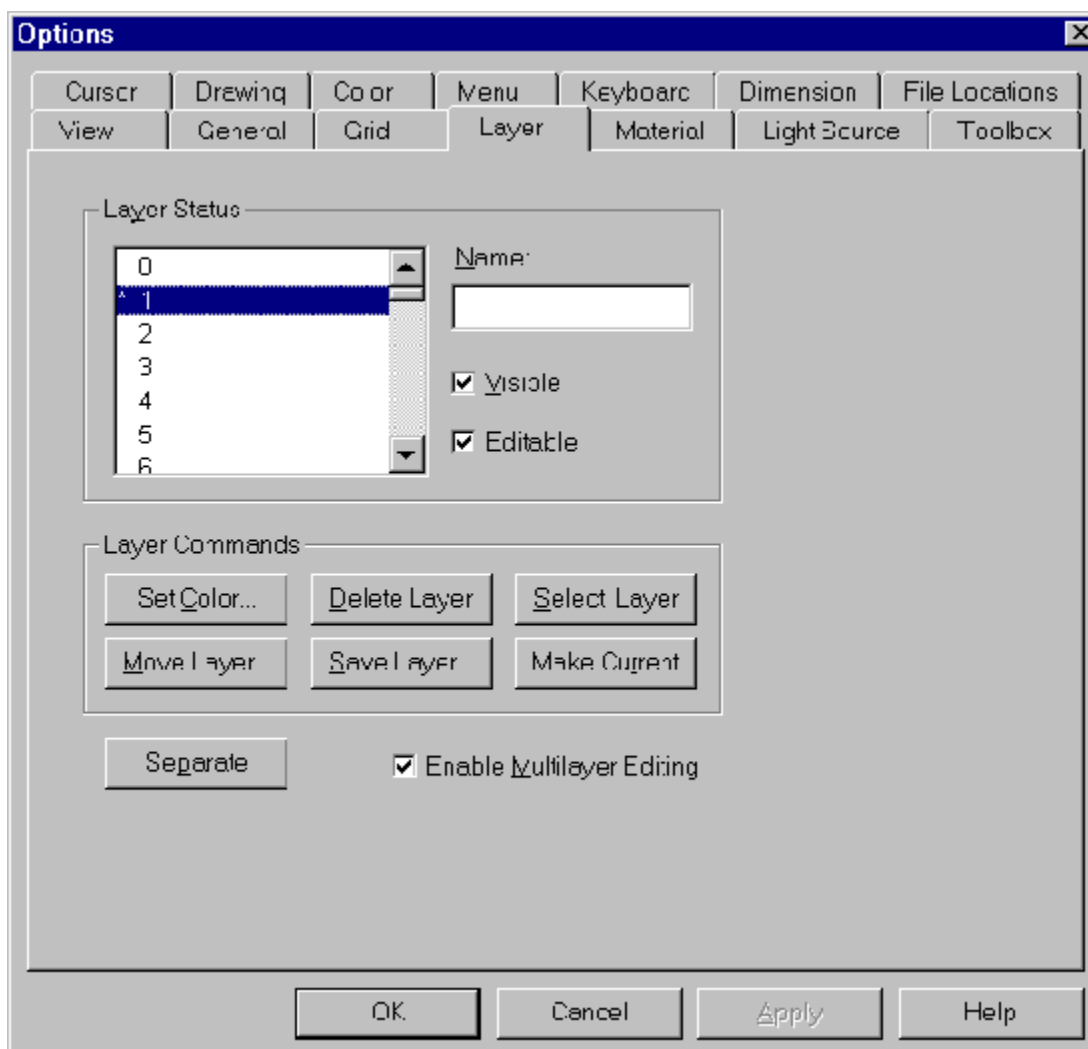 Options
Cursor Drawing Color Menu Keyboard Dimension File Locations
View General Grid Layer Material Light Source Toolbox
Layer Status
0
^ 1
2
3
4
5
6
Name:
Visible
Editable
Layer Commands
Set Color... Delete Layer Select Layer
Move Layer Save Layer Make Current
Separate Enable Multilayer Editing
OK Cancel Apply Help